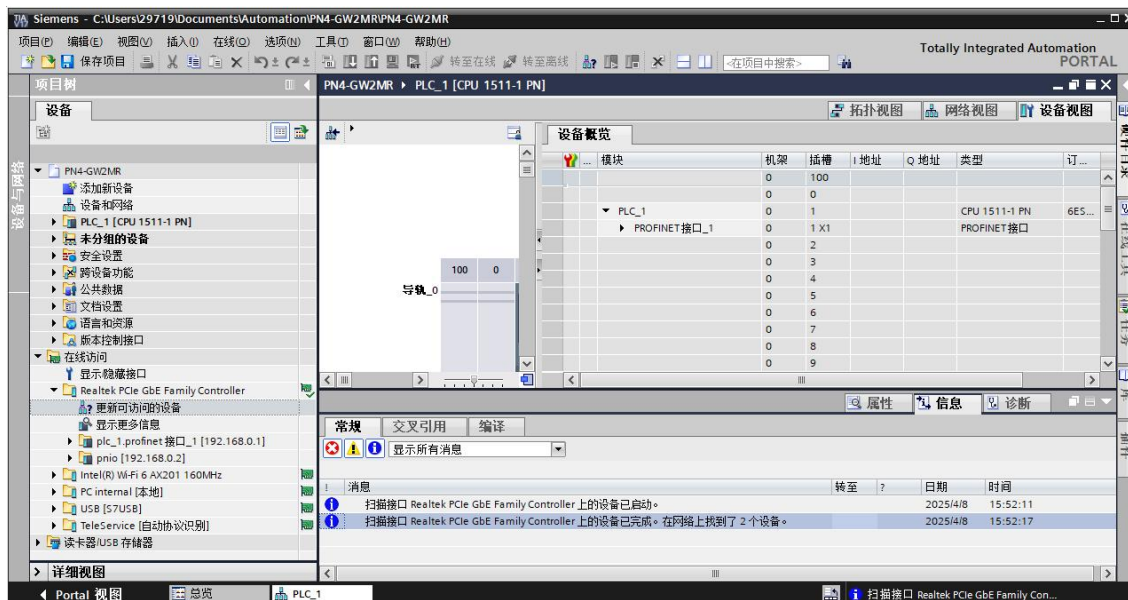 Siemens - C:\Users\29719\Documents\Automation\PN4-GW2MR\PN4-GW2MR
项目(P) 编辑(E) 视图(V) 插入(I) 在线(O) 选项(N) 工具(T) 窗口(W) 帮助(H)
Totally Integrated Automation
PORTAL
保存项目 转至在线 转至离线 <在项目中搜索>
项目树
PN4-GW2MR ▸ PLC_1 [CPU 1511-1 PN]
设备
拓扑视图 网络视图 设备视图
设备概览
模块 机架 插槽 I 地址 Q 地址 类型 订...
0 100
0 0
PLC_1 0 1 CPU 1511-1 PN 6ES...
PROFINET接口_1 0 1 X1 PROFINET接口
0 2
0 3
0 4
0 5
0 6
0 7
0 8
0 9
100 0
导轨_0
设备与网络
PN4-GW2MR
添加新设备
设备和网络
PLC_1 [CPU 1511-1 PN]
未分组的设备
安全设置
跨设备功能
公共数据
文档设置
语言和资源
版本控制接口
在线访问
显示隐藏接口
Realtek PCIe GbE Family Controller
更新可访问的设备
显示更多信息
plc_1.profinet 接口_1 [192.168.0.1]
pnio [192.168.0.2]
Intel(R) Wi-Fi 6 AX201 160MHz
PC internal [本地]
USB [S7USB]
TeleService [自动协议识别]
读卡器/USB 存储器
详细视图
属性 信息 诊断
常规 交叉引用 编译
显示所有消息
! 消息 转至 ? 日期 时间
扫描接口 Realtek PCIe GbE Family Controller 上的设备已启动。 2025/4/8 15:52:11
扫描接口 Realtek PCIe GbE Family Controller 上的设备已完成。在网络上找到了 2 个设备。 2025/4/8 15:52:17
Portal 视图 总览 PLC_1 扫描接口 Realtek PCIe GbE Family Con...